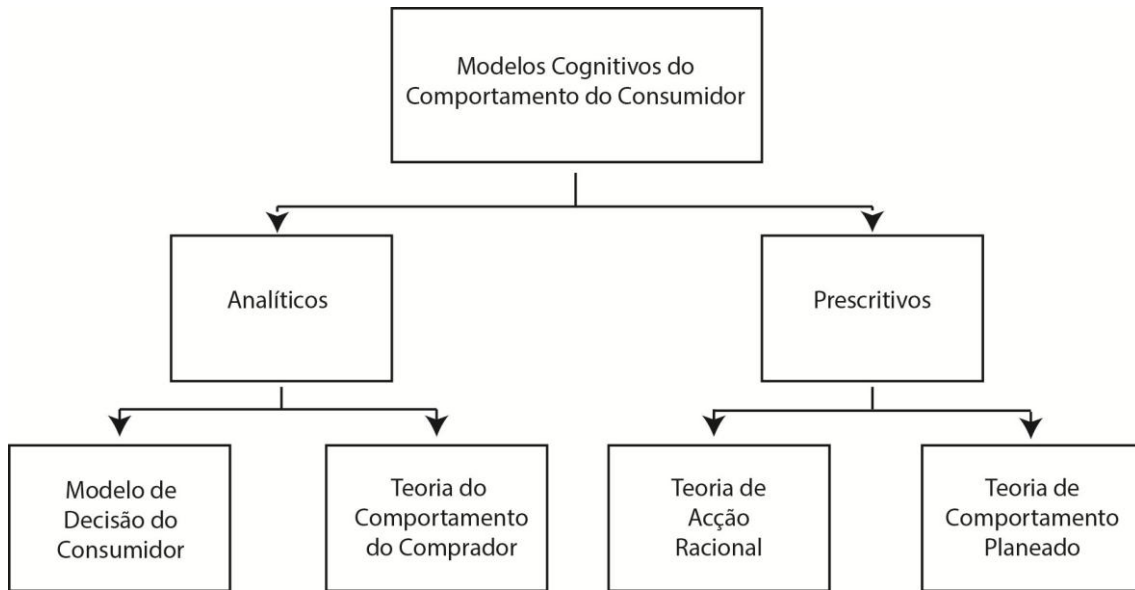 Modelos Cognitivos do
Comportamento do Consumidor
Analíticos
Prescritivos
Modelo de
Decisão do
Consumidor
Teoria do
Comportamento
do Comprador
Teoria de
Acção
Racional
Teoria de
Comportamento
Planeado